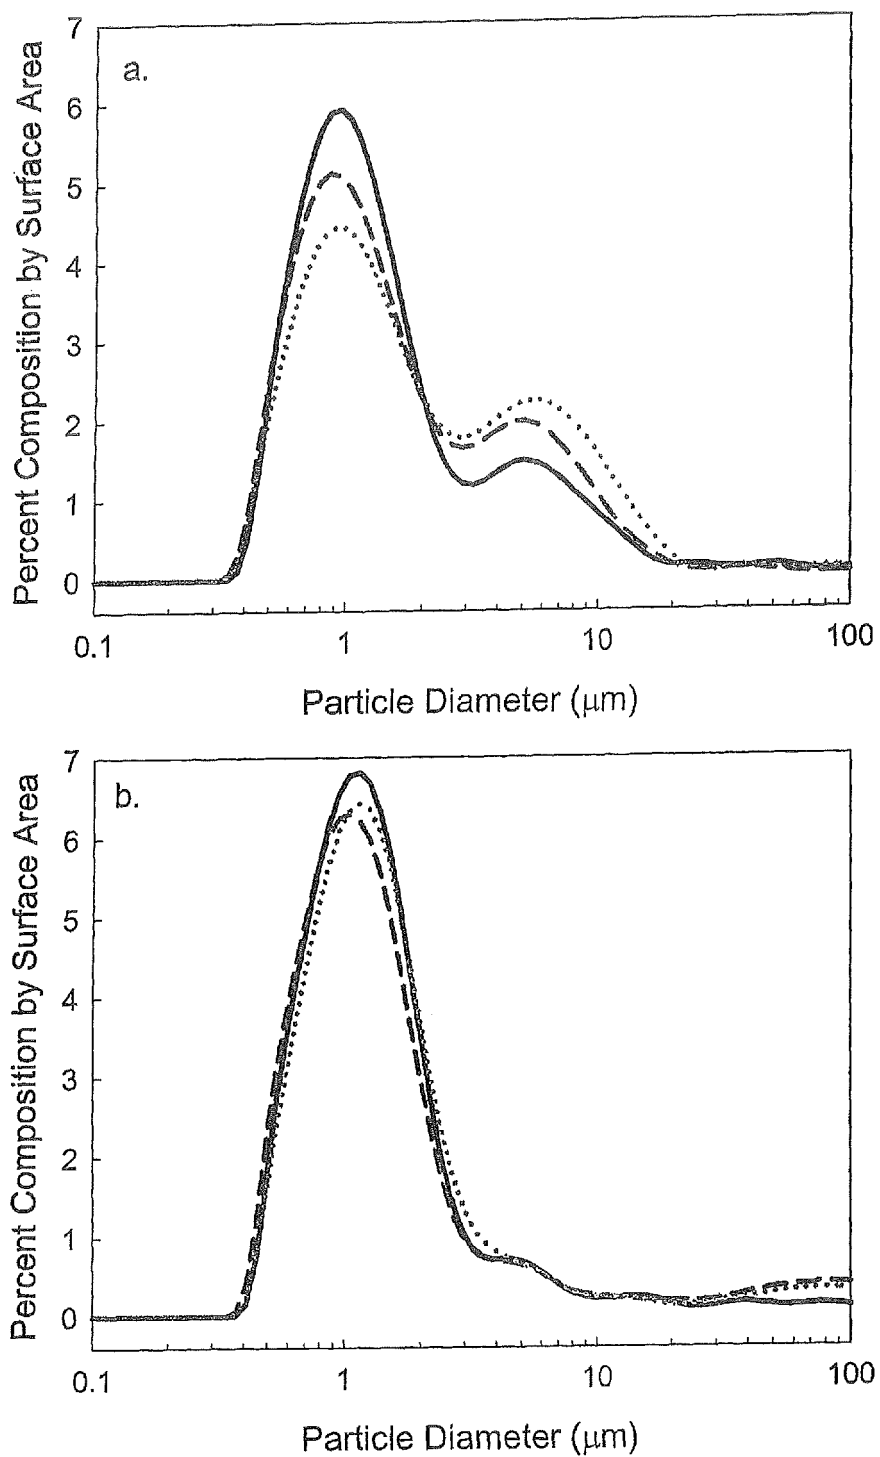 a.
Percent Composition by Surface Area
7
6
5
4
3
2
1
0
0.1 1 10 100
Particle Diameter (μm)
b.
Percent Composition by Surface Area
7
6
5
4
3
2
1
0
0.1 1 10 100
Particle Diameter (μm)